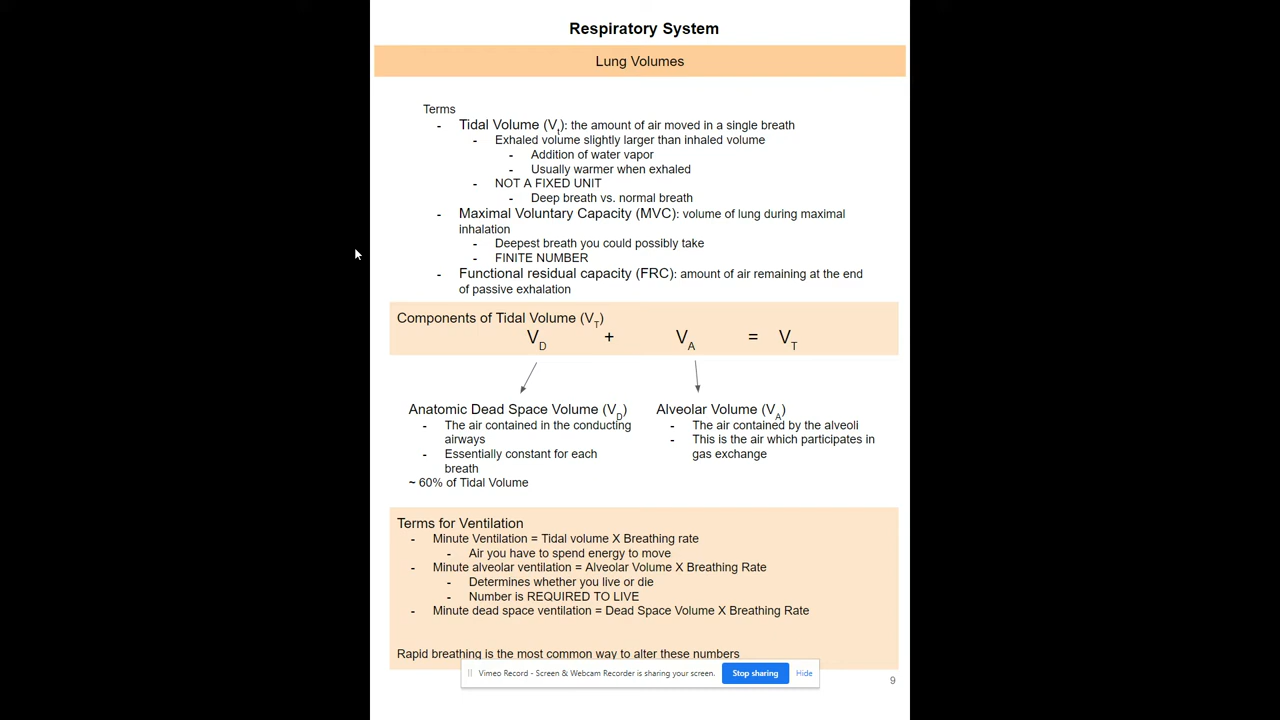 Respiratory System
Lung Volumes
Terms
- Tidal Volume (Vt): the amount of air moved in a single breath
- Exhaled volume slightly larger than inhaled volume
- Addition of water vapor
- Usually warmer when exhaled
- NOT A FIXED UNIT
- Deep breath vs. normal breath
- Maximal Voluntary Capacity (MVC): volume of lung during maximal
inhalation
- Deepest breath you could possibly take
- FINITE NUMBER
- Functional residual capacity (FRC): amount of air remaining at the end
of passive exhalation
Components of Tidal Volume (VT)
VD + VA = VT
Anatomic Dead Space Volume (VD)
- The air contained in the conducting
airways
- Essentially constant for each
breath
~ 60% of Tidal Volume
Alveolar Volume (VA)
- The air contained by the alveoli
- This is the air which participates in
gas exchange
Terms for Ventilation
- Minute Ventilation = Tidal volume X Breathing rate
- Air you have to spend energy to move
- Minute alveolar ventilation = Alveolar Volume X Breathing Rate
- Determines whether you live or die
- Number is REQUIRED TO LIVE
- Minute dead space ventilation = Dead Space Volume X Breathing Rate
Rapid breathing is the most common way to alter these numbers
Vimeo Record - Screen & Webcam Recorder is sharing your screen. Stop sharing Hide
9